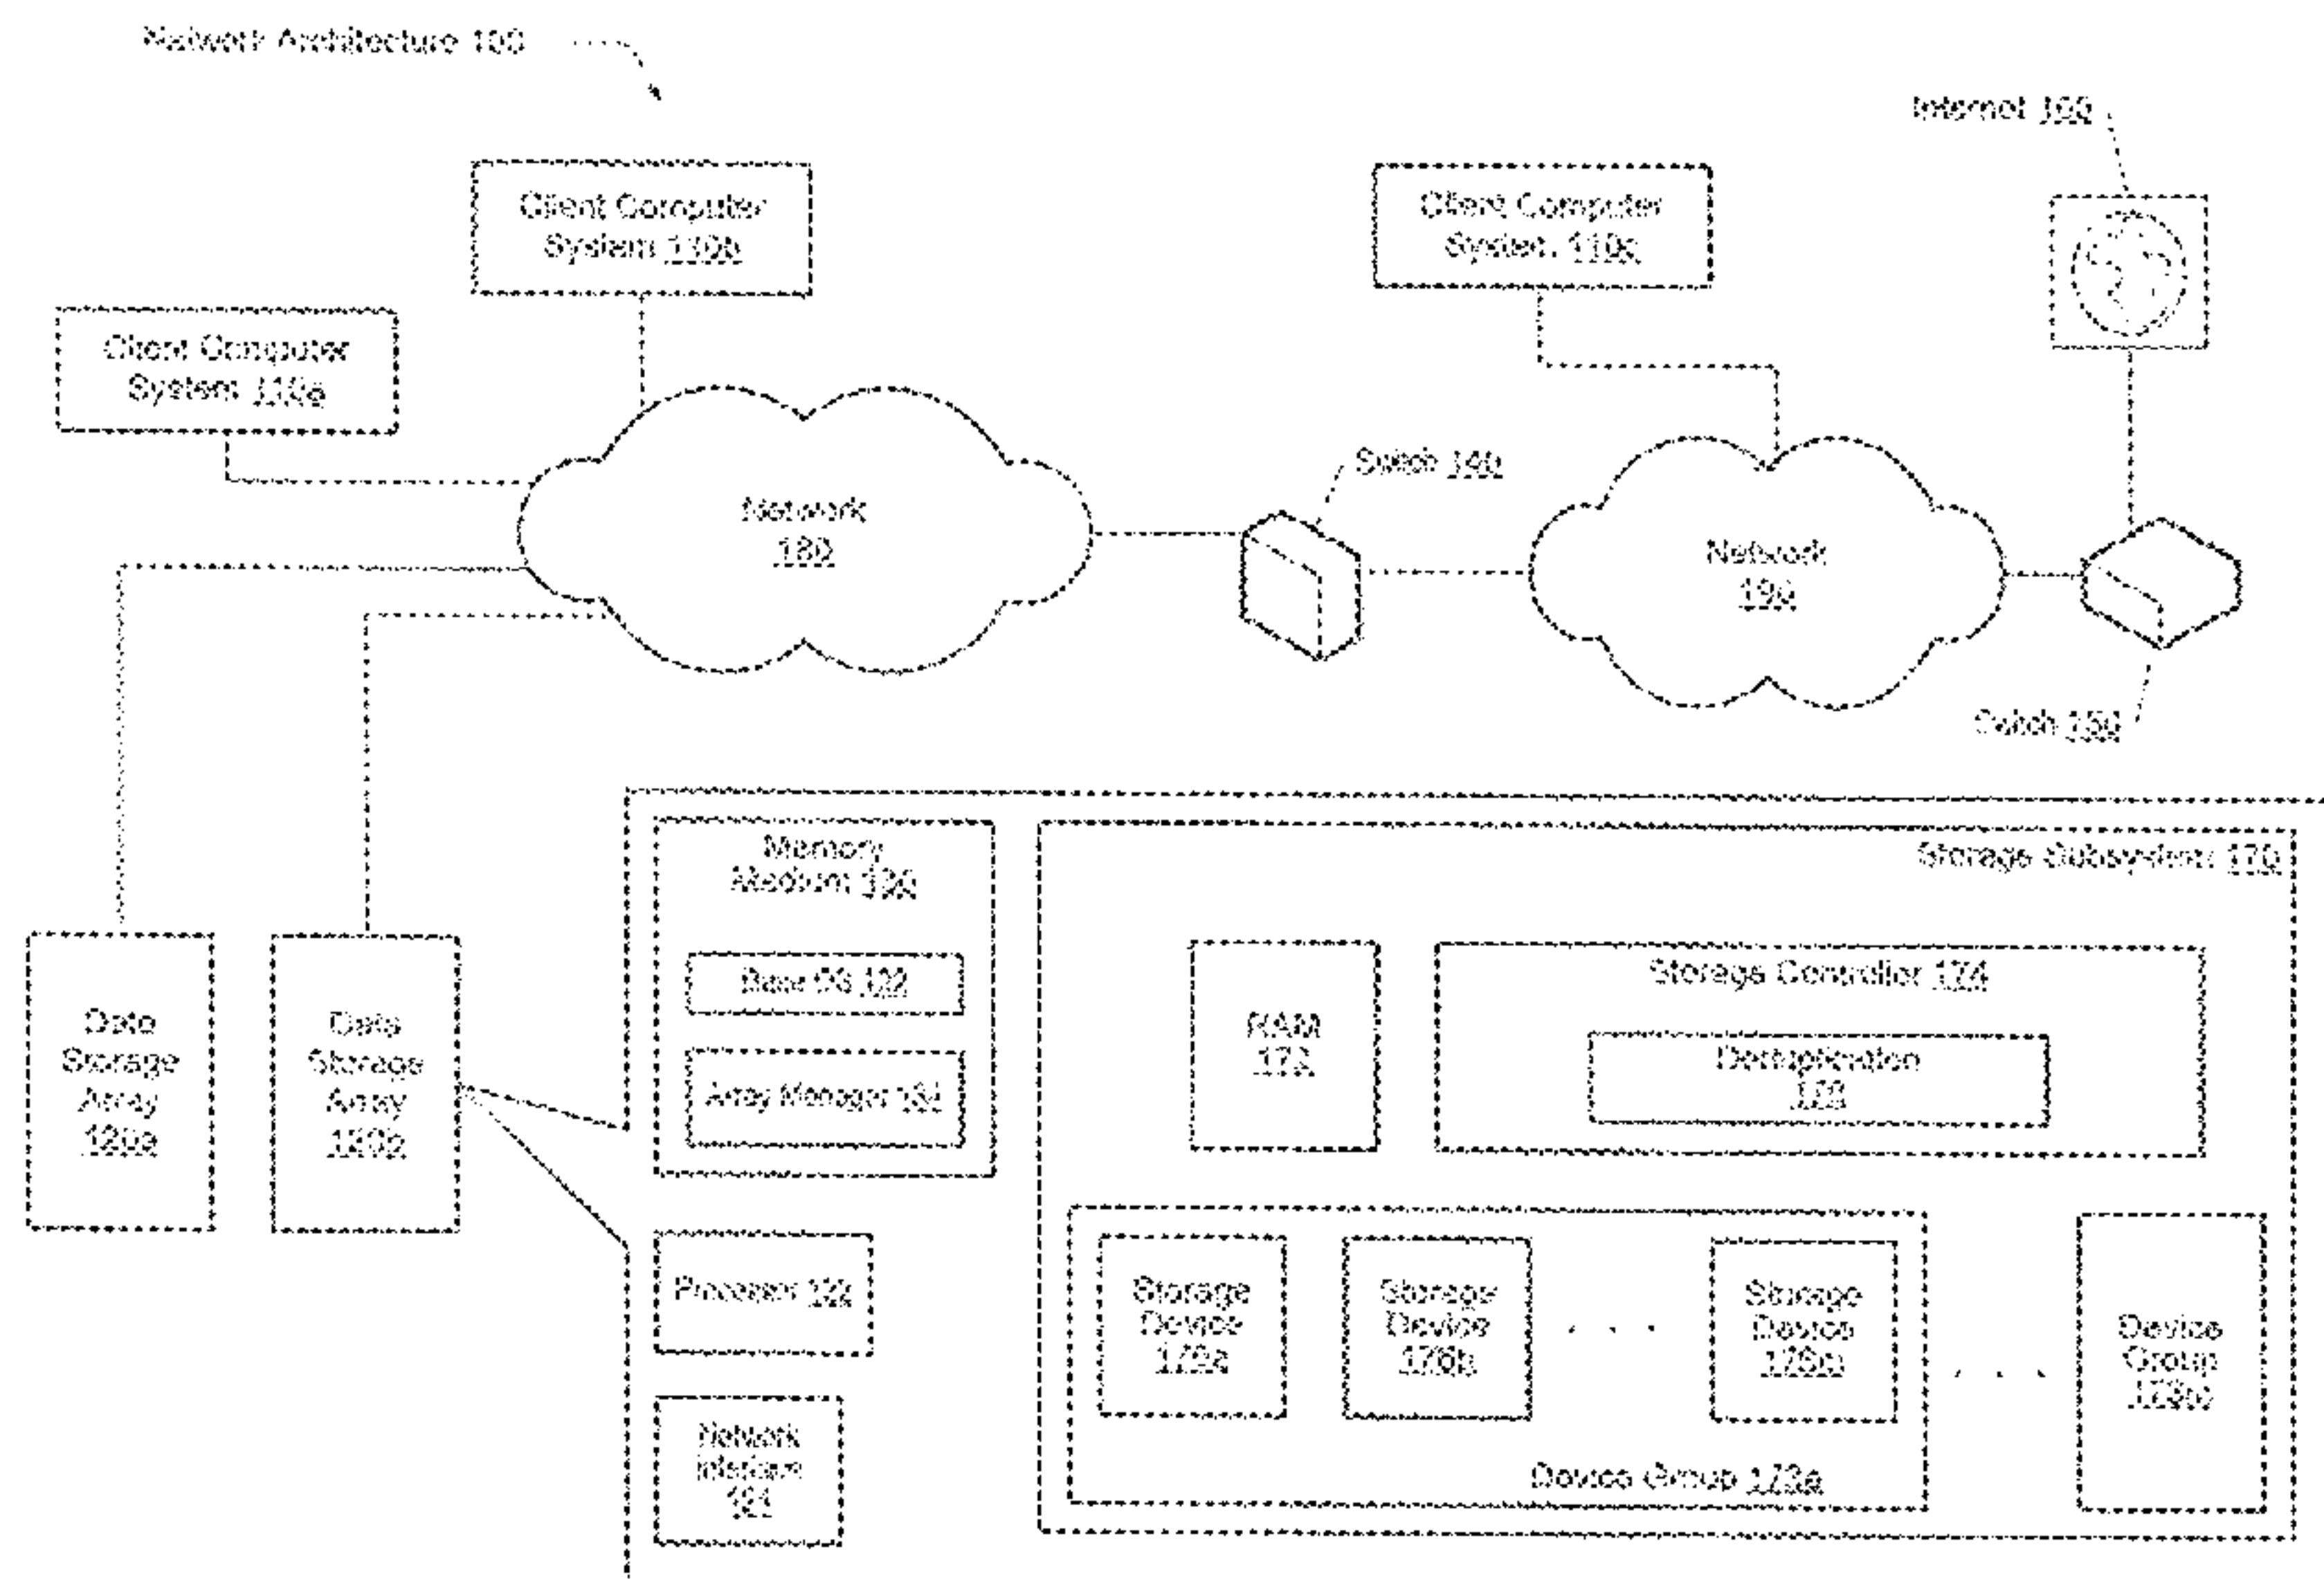 Network Architecture 100
Internet 160
Client Computer
System 110b
Client Computer
System 110c
Client Computer
System 110a
Switch 140
Network
180
Network
190
Switch 150
Memory
Medium 130
Storage Subsystem 170
Base OS 132
Storage Controller 174
Data
Storage
Array
120a
Data
Storage
Array
120b
RAM
172
Deduplication
178
Array Manager
Processor 122
Storage
Device
176a
Storage
Device
176b
Storage
Device
176m
Device
Group
Network
Interface
124
Device Group 173a